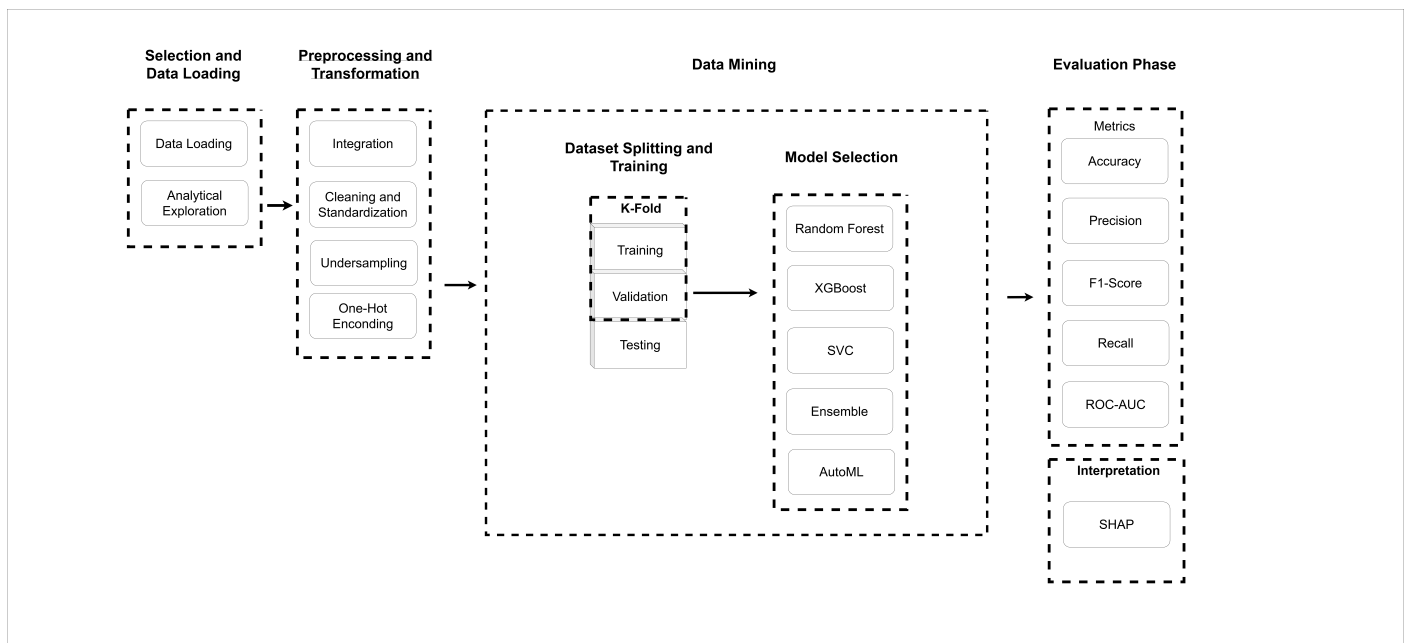 Selection and
Data Loading
Data Loading
Analytical
Exploration
Preprocessing and
Transformation
Integration
Cleaning and
Standardization
Undersampling
One-Hot
Enconding
Data Mining
Dataset Splitting and
Training
K-Fold
Training
Validation
Testing
Model Selection
Random Forest
XGBoost
SVC
Ensemble
AutoML
Evaluation Phase
Metrics
Accuracy
Precision
F1-Score
Recall
ROC-AUC
Interpretation
SHAP